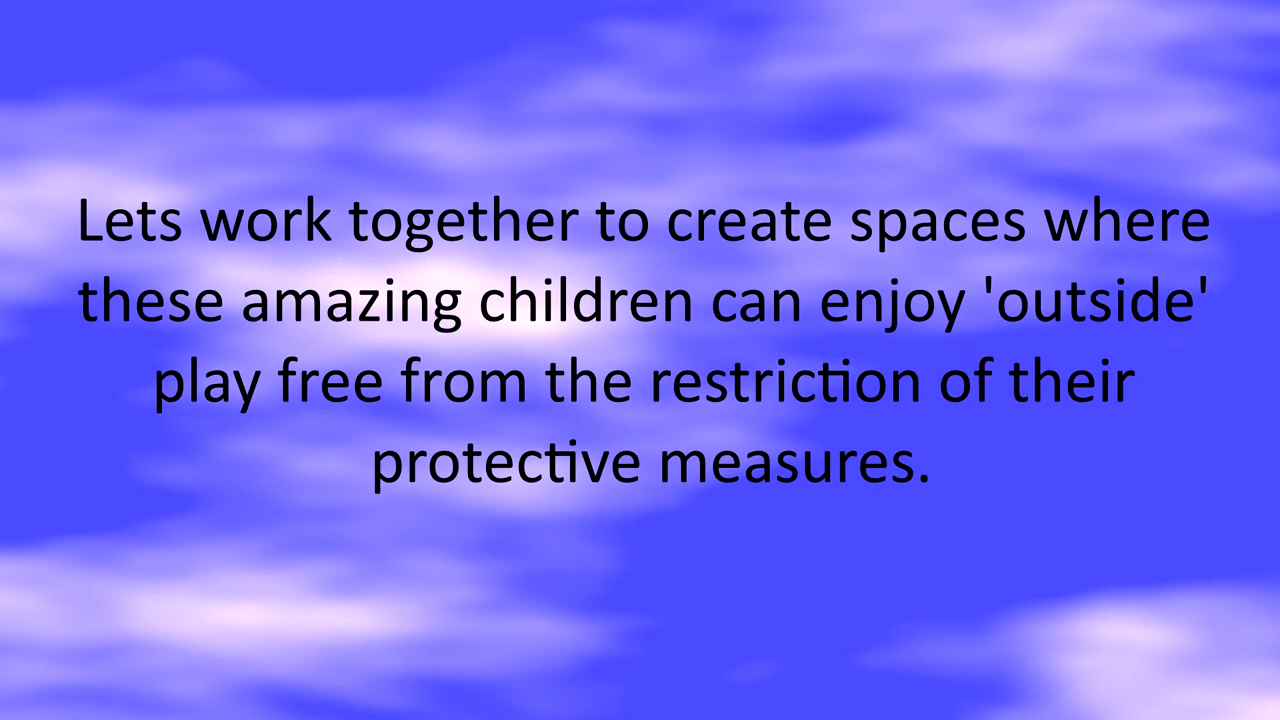 Lets work together to create spaces where
these amazing children can enjoy 'outside'
play free from the restriction of their
protective measures.